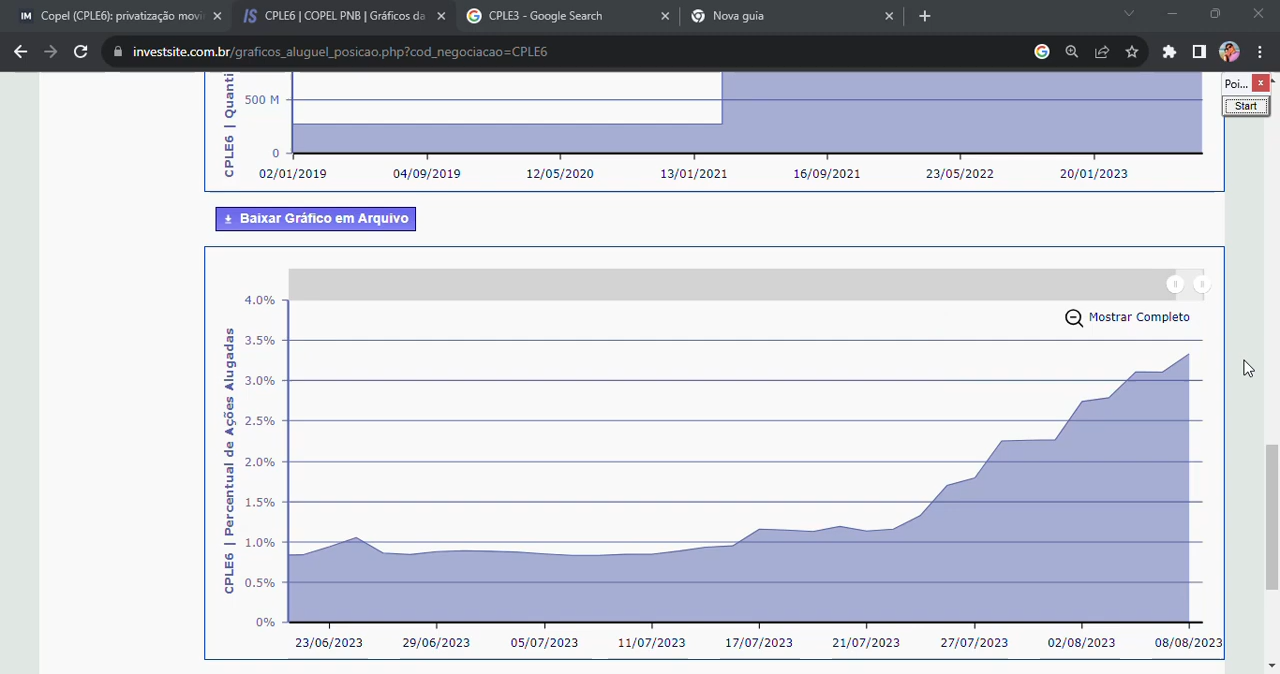 Copel (CPLE6): privatização movi
CPLE6 | COPEL PNB | Gráficos da
CPLE3 - Google Search
Nova guia
investsite.com.br/graficos_aluguel_posicao.php?cod_negociacao=CPLE6
Poi...
Start
CPLE6 | Quanti
500 M
0
02/01/2019 04/09/2019 12/05/2020 13/01/2021 16/09/2021 23/05/2022 20/01/2023
Baixar Gráfico em Arquivo
Mostrar Completo
CPLE6 | Percentual de Ações Alugadas
4.0%
3.5%
3.0%
2.5%
2.0%
1.5%
1.0%
0.5%
0%
23/06/2023 29/06/2023 05/07/2023 11/07/2023 17/07/2023 21/07/2023 27/07/2023 02/08/2023 08/08/2023